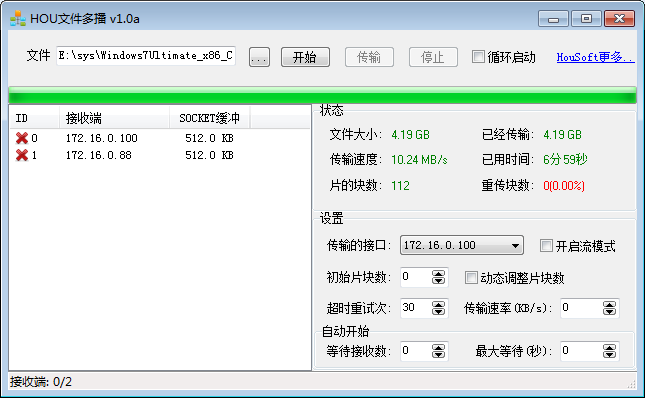 HOU文件多播 v1.0a
文件 E:\sys\Windows7Ultimate_x86_C ... 开始 传输 停止 循环启动 HouSoft更多..
ID 接收端 SOCKET缓冲
0 172.16.0.100 512.0 KB
1 172.16.0.88 512.0 KB
状态
文件大小: 4.19 GB 已经传输: 4.19 GB
传输速度: 10.24 MB/s 已用时间: 6分 59秒
片的块数: 112 重传块数: 0(0.00%)
设置
传输的接口: 172.16.0.100 开启流模式
初始片块数: 0 动态调整片块数
超时重试次: 30 传输速率(KB/s): 0
自动开始
等待接收数: 0 最大等待(秒): 0
接收端: 0/2